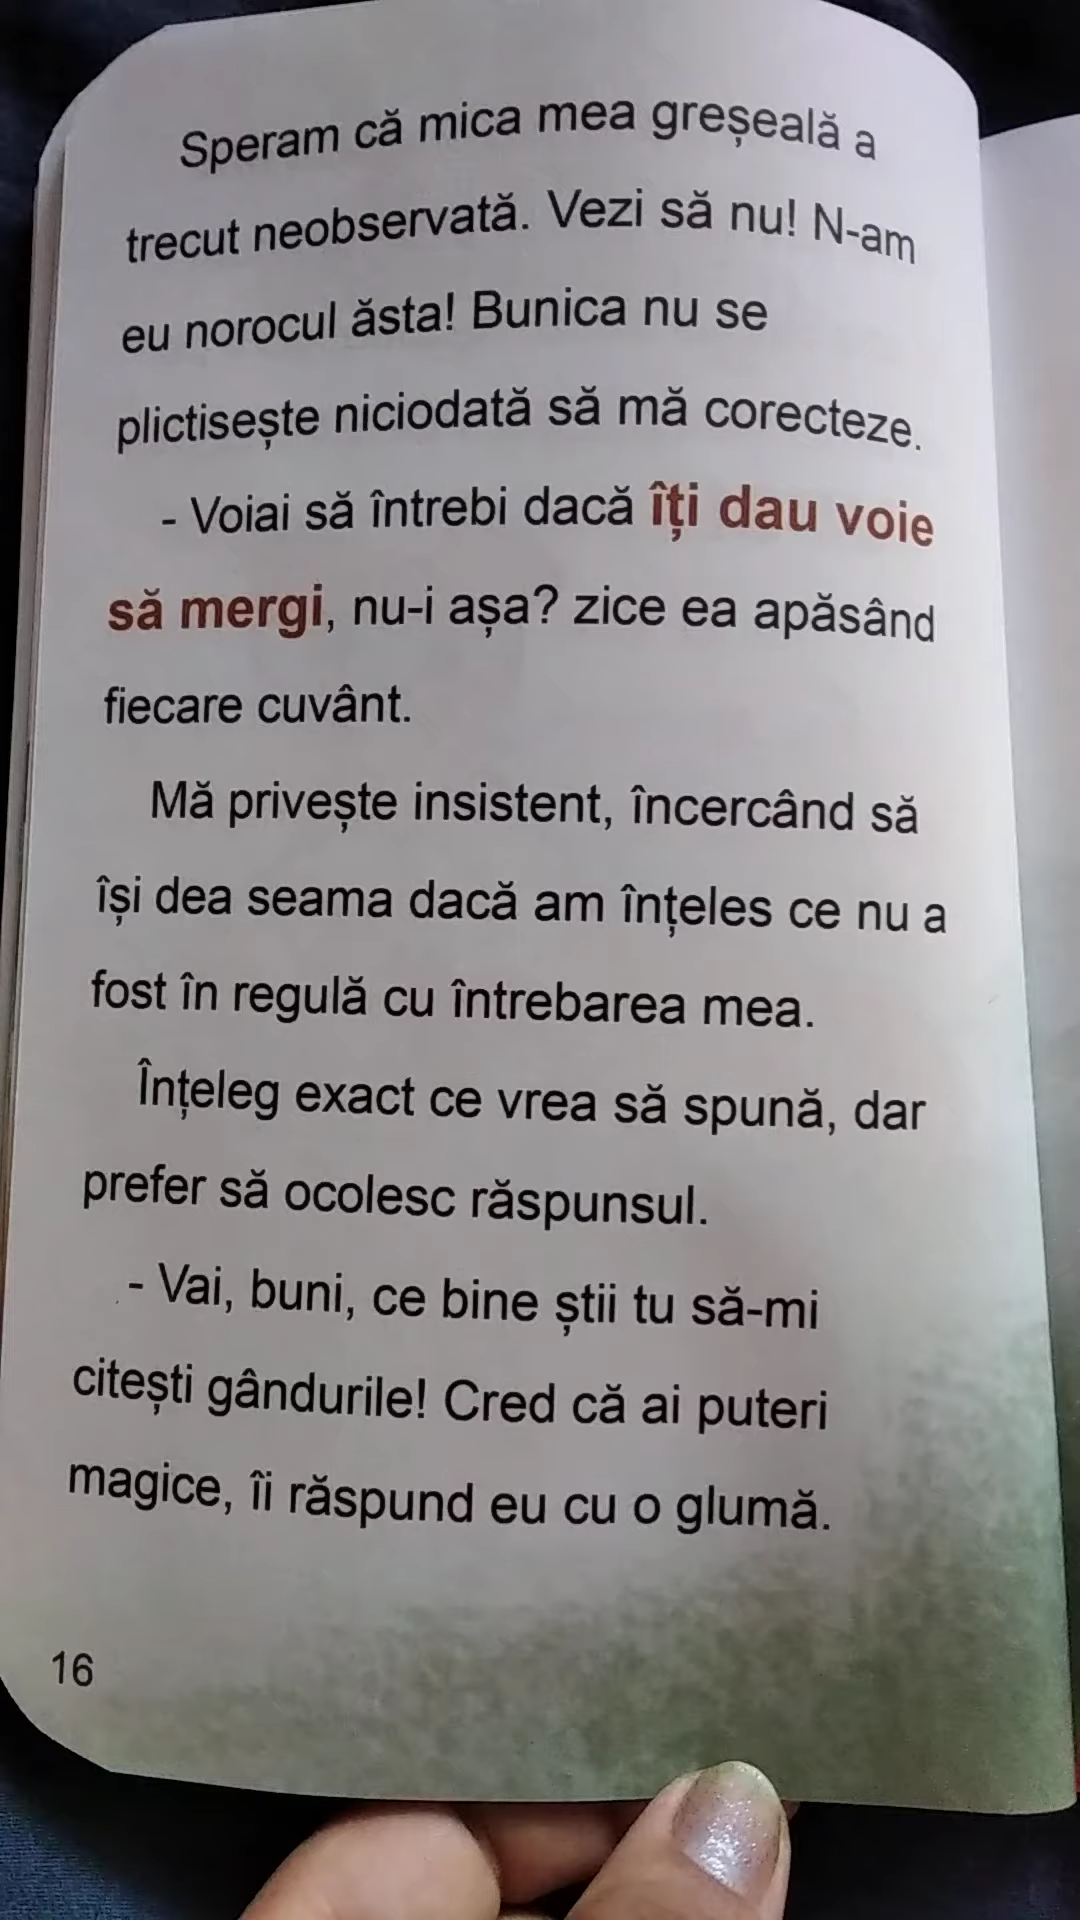 Speram că mica mea greșeală a
trecut neobservată. Vezi să nu! N-am
eu norocul ăsta! Bunica nu se
plictisește niciodată să mă corecteze.
- Voiai să întrebi dacă îți dau voie
să mergi, nu-i așa? zice ea apăsând
fiecare cuvânt.
Mă privește insistent, încercând să
își dea seama dacă am înțeles ce nu a
fost în regulă cu întrebarea mea.
Înțeleg exact ce vrea să spună, dar
prefer să ocolesc răspunsul.
- Vai, buni, ce bine știi tu să-mi
citești gândurile! Cred că ai puteri
magice, îi răspund eu cu o glumă.
16